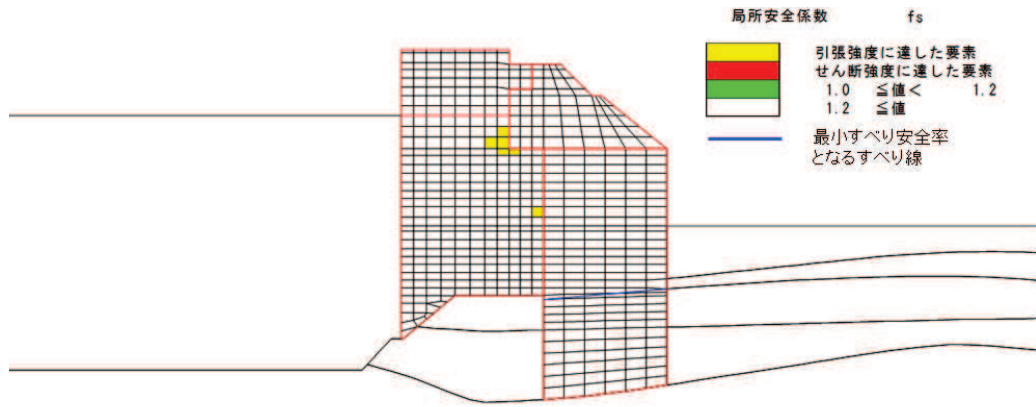 局所安全係数 fs
引張強度に達した要素
せん断強度に達した要素
1.0 ≦値< 1.2
1.2 ≦値
最小すべり安全率
となるすべり線